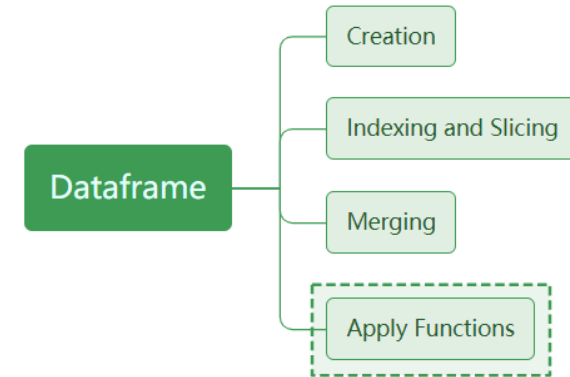 Creation
Indexing and Slicing
Dataframe
Merging
Apply Functions